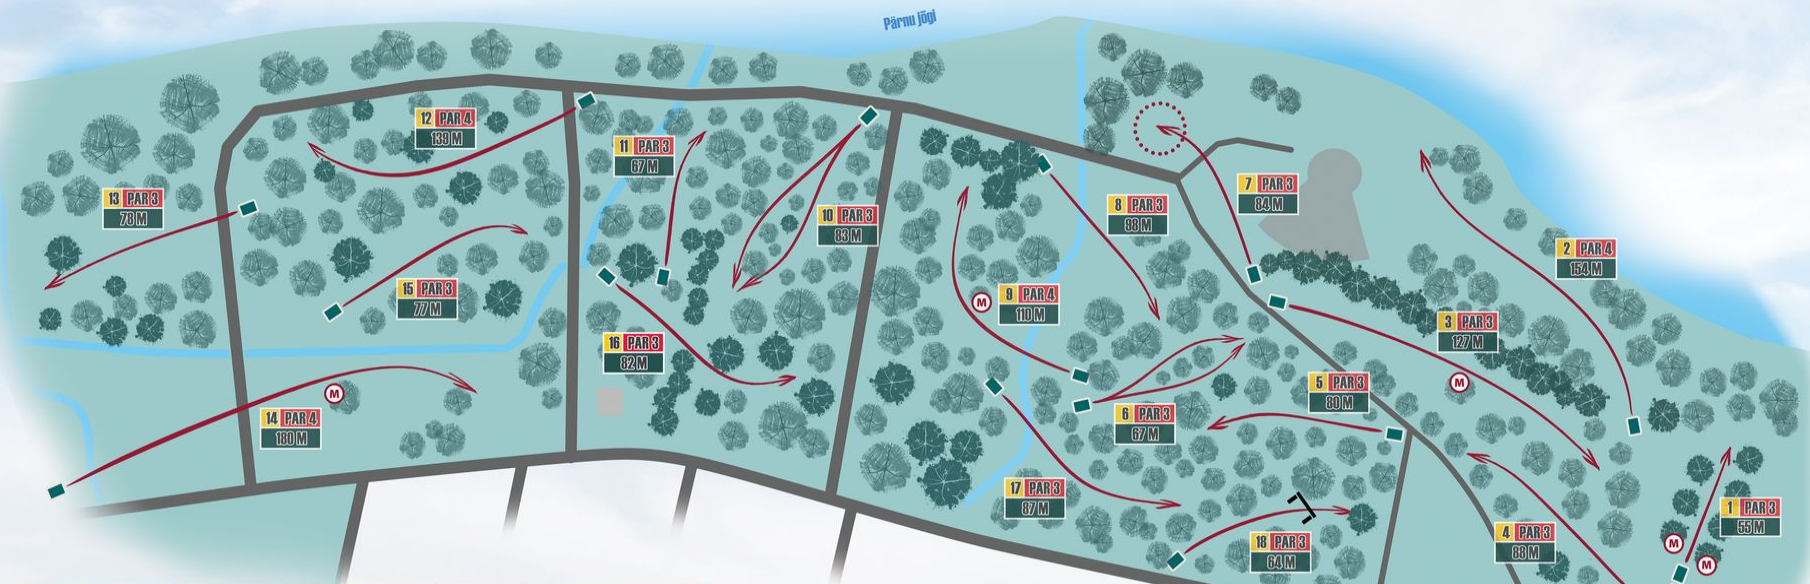 Pärnu jõgi
12 PAR 4
139 M
11 PAR 3
67 M
13 PAR 3
78 M
10 PAR 3
83 M
8 PAR 3
98 M
7 PAR 3
84 M
2 PAR 4
154 M
15 PAR 3
77 M
M
9 PAR 4
110 M
3 PAR 3
127 M
16 PAR 3
82 M
M
14 PAR 4
180 M
6 PAR 3
67 M
5 PAR 3
80 M
M
17 PAR 3
87 M
18 PAR 3
64 M
4 PAR 3
88 M
1 PAR 3
55 M
M
M